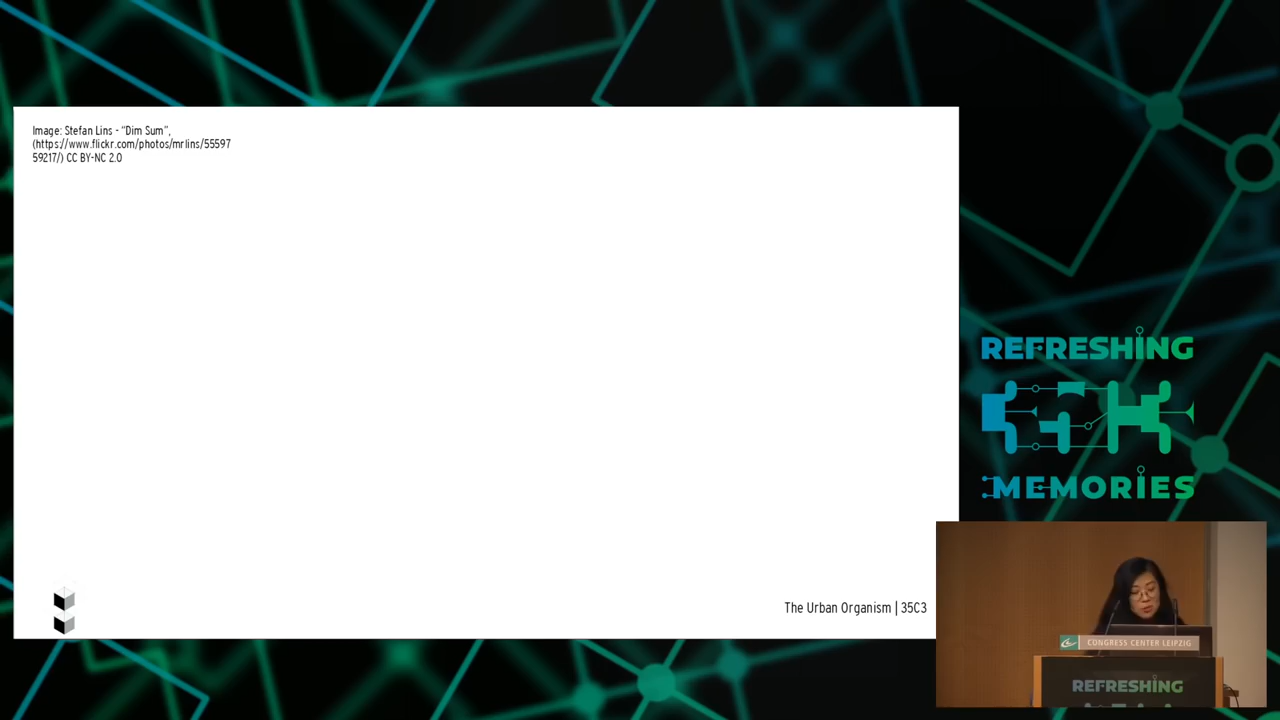 Image: Stefan Lins - "Dim Sum",
(https://www.flickr.com/photos/mrlins/55597
59217/) CC BY-NC 2.0
The Urban Organism | 35C3
REFRESHING
35C3
MEMORIES
CONGRESS CENTER LEIPZIG
REFRESHING